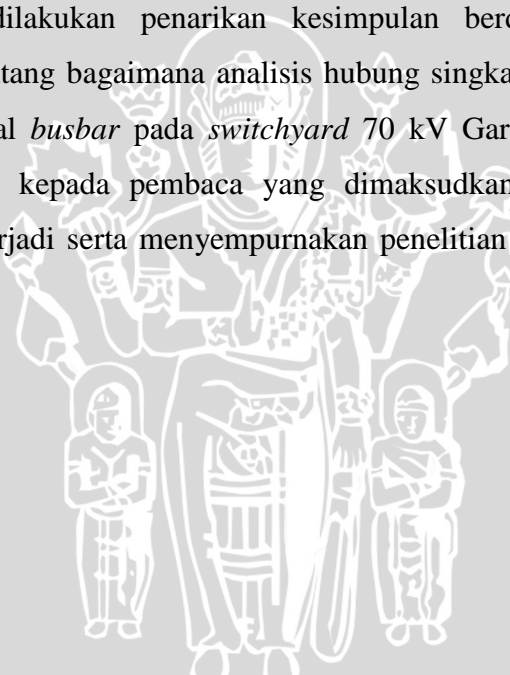 dilakukan penarikan kesimpulan
tang bagaimana analisis hubung singka
al busbar pada switchyard 70 kV Gar
kepada pembaca yang dimaksudkan
rjadi serta menyempurnakan penelitian